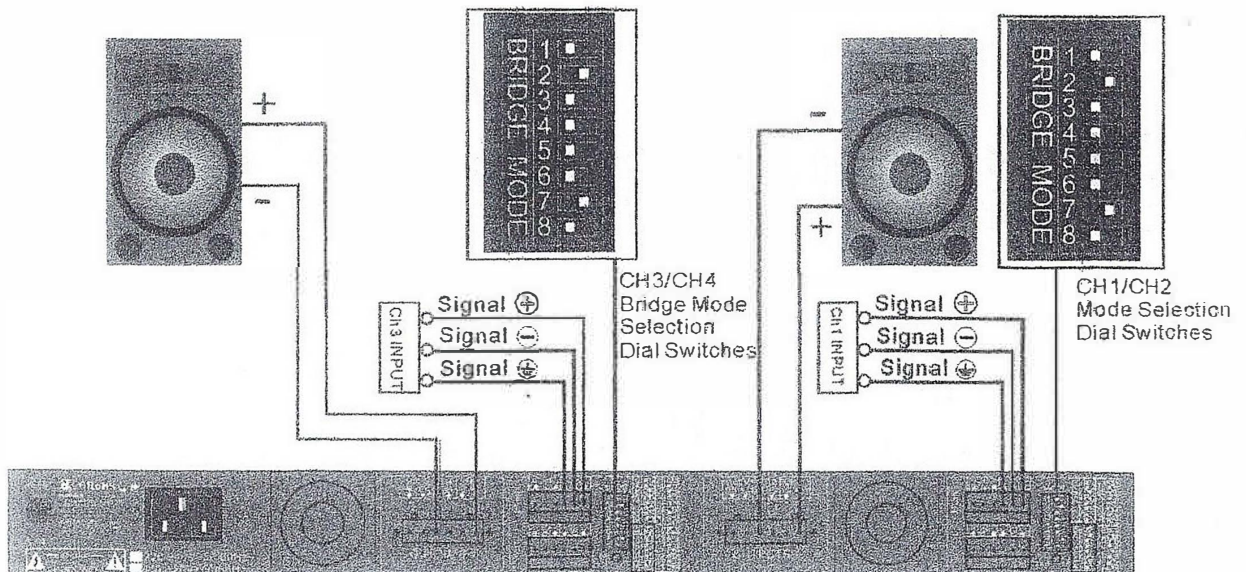 +
-
BRIDGE MODE
1
2
3
4
5
6
7
8
CH3/CH4
Bridge Mode
Selection
Dial Switches
Ch3 INPUT
Signal ⊕
Signal ⊖
Signal ⏚
-
+
BRIDGE MODE
1
2
3
4
5
6
7
8
CH1/CH2
Mode Selection
Dial Switches
Ch1 INPUT
Signal ⊕
Signal ⊖
Signal ⏚